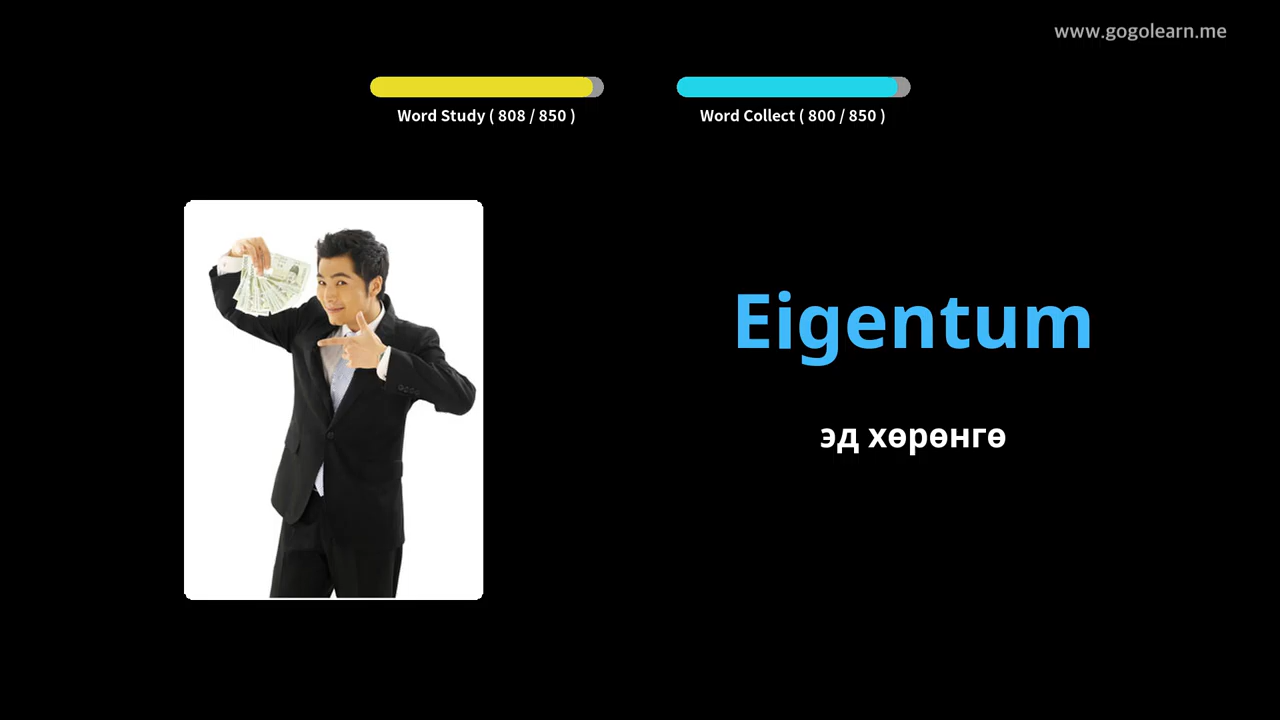 www.gogolearn.me
Word Study ( 808 / 850 )
Word Collect ( 800 / 850 )
Eigentum
эд хөрөнгө